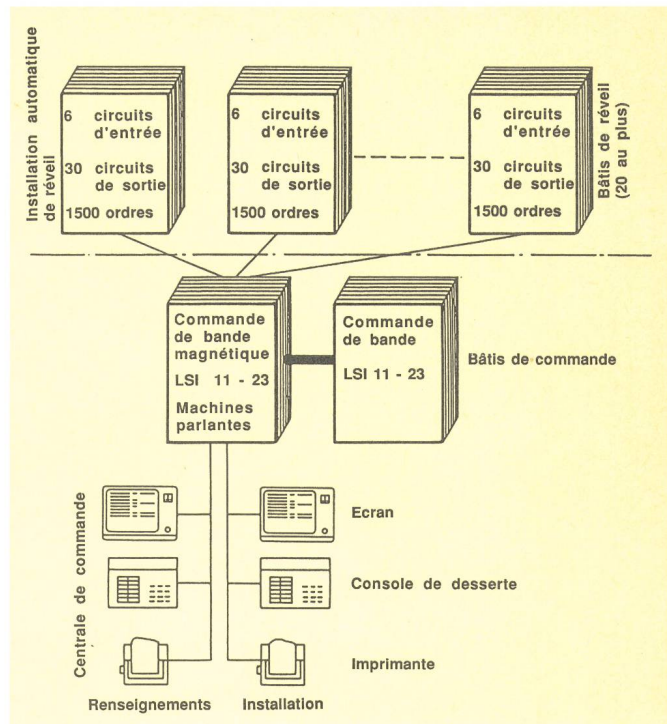 Installation automatique
de réveil
6 circuits
d'entrée
30 circuits
de sortie
1500 ordres
6 circuits
d'entrée
30 circuits
de sortie
1500 ordres
6 circuits
d'entrée
30 circuits
de sortie
1500 ordres
Bâtis de réveil
(20 au plus)
Commande
de bande
magnétique
LSI 11 - 23
Machines
parlantes
Commande
de bande
LSI 11 - 23
Bâtis de commande
Centrale de commande
Ecran
Console de desserte
Imprimante
Renseignements
Installation